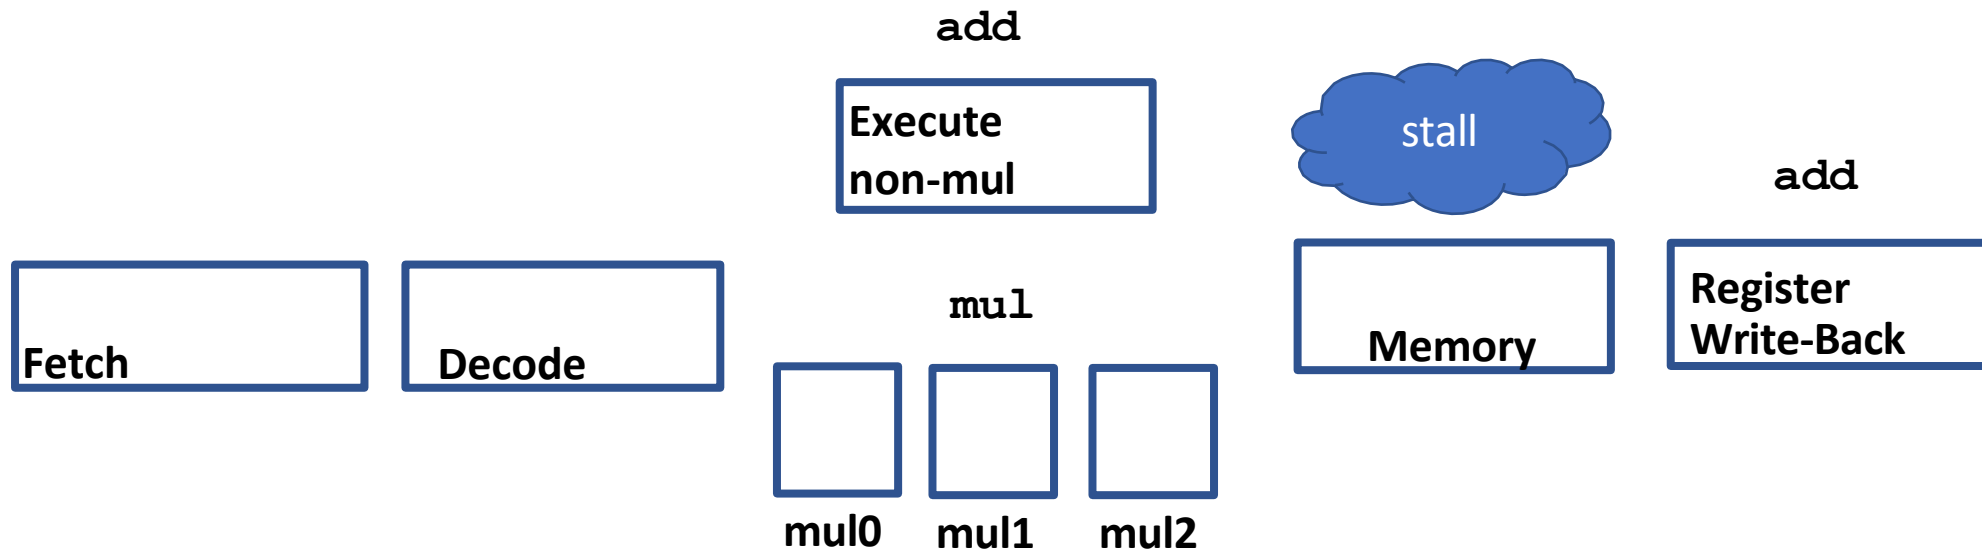 add
Execute
non-mul
stall
add
mul
Fetch
Decode
Memory
Register
Write-Back
mul0
mul1
mul2